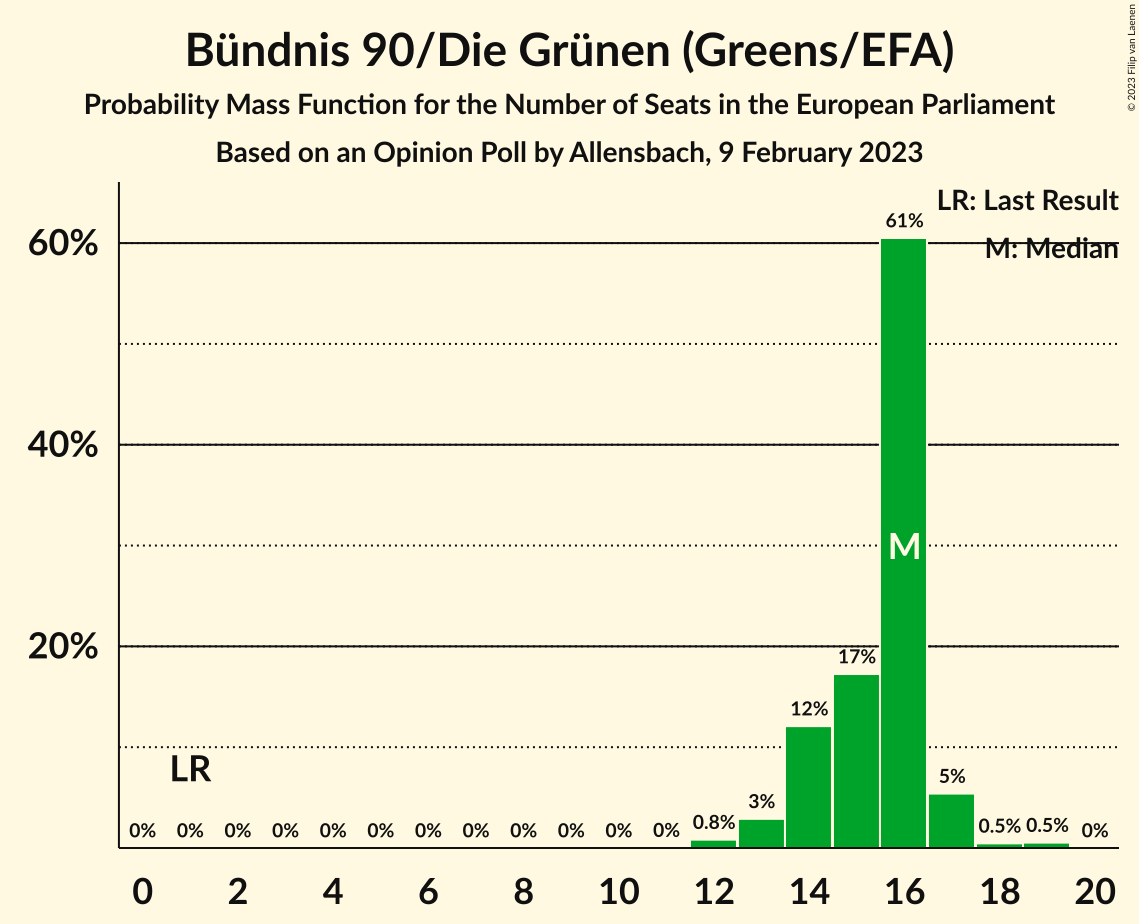 Bündnis 90/Die Grünen (Greens/EFA)
Probability Mass Function for the Number of Seats in the European Parliament
Based on an Opinion Poll by Allensbach, 9 February 2023
© 2023 Filip van Laenen
LR: Last Result
M: Median
60%
40%
20%
61%
M
17%
12%
LR
5%
3%
0% 0% 0% 0% 0% 0% 0% 0% 0% 0% 0% 0% 0.8% 0.5% 0.5% 0%
0 2 4 6 8 10 12 14 16 18 20